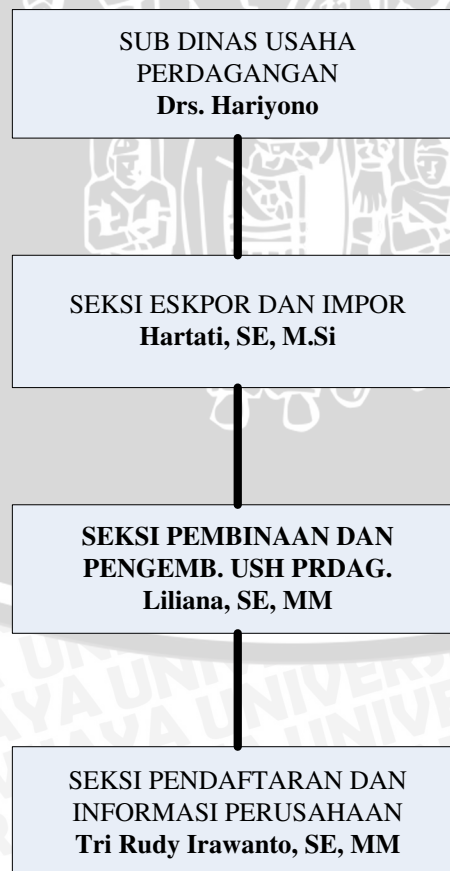 SUB DINAS USAHA
PERDAGANGAN
Drs. Hariyono
SEKSI ESKPOR DAN IMPOR
Hartati, SE, M.Si
SEKSI PEMBINAAN DAN
PENGEMB. USH PRDAG.
Liliana, SE, MM
SEKSI PENDAFTARAN DAN
INFORMASI PERUSAHAAN
Tri Rudy Irawanto, SE, MM